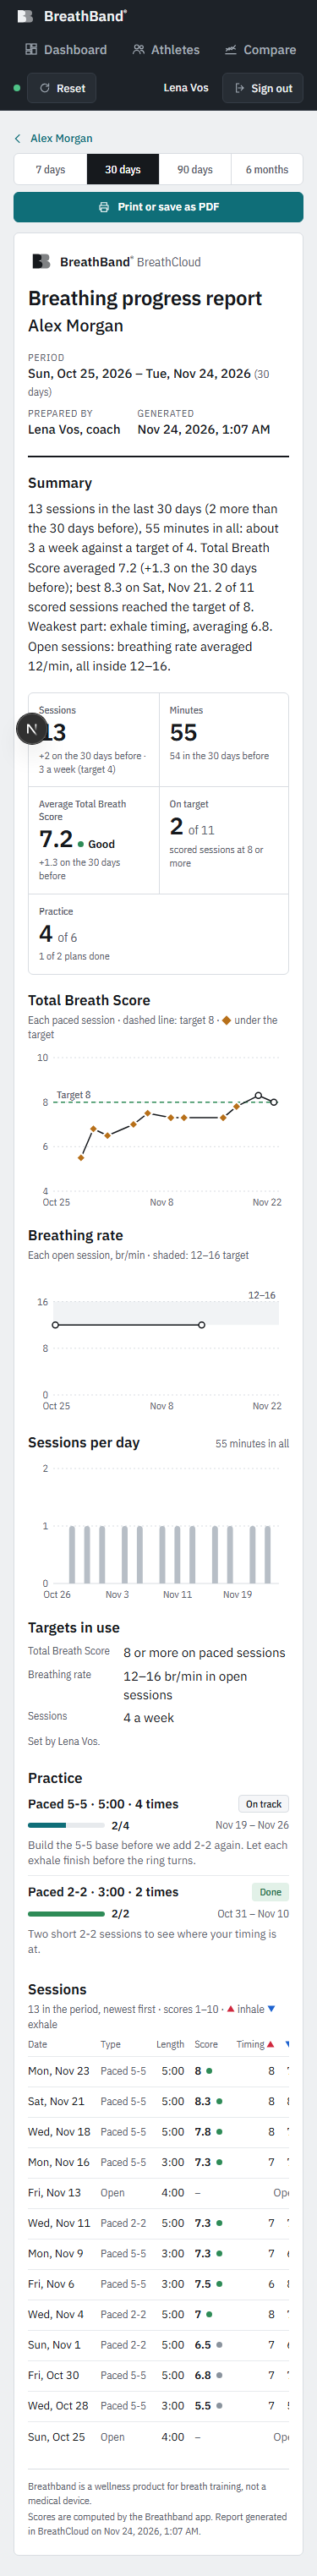 BreathBand®
Dashboard Athletes Compare
Reset Lena Vos Sign out
Alex Morgan
7 days 30 days 90 days 6 months
Print or save as PDF
BreathBand® BreathCloud
Breathing progress report
Alex Morgan
PERIOD
Sun, Oct 25, 2026 – Tue, Nov 24, 2026 (30
days)
PREPARED BY GENERATED
Lena Vos, coach Nov 24, 2026, 1:07 AM
Summary
13 sessions in the last 30 days (2 more than
the 30 days before), 55 minutes in all: about
3 a week against a target of 4. Total Breath
Score averaged 7.2 (+1.3 on the 30 days
before); best 8.3 on Sat, Nov 21. 2 of 11
scored sessions reached the target of 8.
Weakest part: exhale timing, averaging 6.8.
Open sessions: breathing rate averaged
12/min, all inside 12–16.
Sessions
N
13
+2 on the 30 days before ·
3 a week (target 4)
Minutes
55
54 in the 30 days before
Average Total Breath
Score
7.2 Good
+1.3 on the 30 days
before
On target
2 of 11
scored sessions at 8 or
more
Practice
4 of 6
1 of 2 plans done
Total Breath Score
Each paced session · dashed line: target 8 · ◆ under the
target
10
Target 8
8
6
4
Oct 25 Nov 8 Nov 22
Breathing rate
Each open session, br/min · shaded: 12–16 target
12–16
16
8
0
Oct 25 Nov 8 Nov 22
Sessions per day 55 minutes in all
2
1
0
Oct 26 Nov 3 Nov 11 Nov 19
Targets in use
Total Breath Score 8 or more on paced sessions
Breathing rate 12–16 br/min in open
sessions
Sessions 4 a week
Set by Lena Vos.
Practice
Paced 5-5 · 5:00 · 4 times On track
2/4 Nov 19 – Nov 26
Build the 5-5 base before we add 2-2 again. Let each
exhale finish before the ring turns.
Paced 2-2 · 3:00 · 2 times Done
2/2 Oct 31 – Nov 10
Two short 2-2 sessions to see where your timing is
at.
Sessions
13 in the period, newest first · scores 1–10 · ▲ inhale ▼
exhale
Date Type Length Score Timing ▲
Mon, Nov 23 Paced 5-5 5:00 8 8
Sat, Nov 21 Paced 5-5 5:00 8.3 8
Wed, Nov 18 Paced 5-5 5:00 7.8 8
Mon, Nov 16 Paced 5-5 3:00 7.3 7
Fri, Nov 13 Open 4:00 –
Wed, Nov 11 Paced 2-2 5:00 7.3 7
Mon, Nov 9 Paced 5-5 3:00 7.3 7
Fri, Nov 6 Paced 5-5 3:00 7.5 6
Wed, Nov 4 Paced 2-2 5:00 7 8
Sun, Nov 1 Paced 2-2 5:00 6.5 7
Fri, Oct 30 Paced 5-5 5:00 6.8 7
Wed, Oct 28 Paced 5-5 3:00 5.5 7
Sun, Oct 25 Open 4:00 –
Breathband is a wellness product for breath training, not a
medical device.
Scores are computed by the Breathband app. Report generated
in BreathCloud on Nov 24, 2026, 1:07 AM.